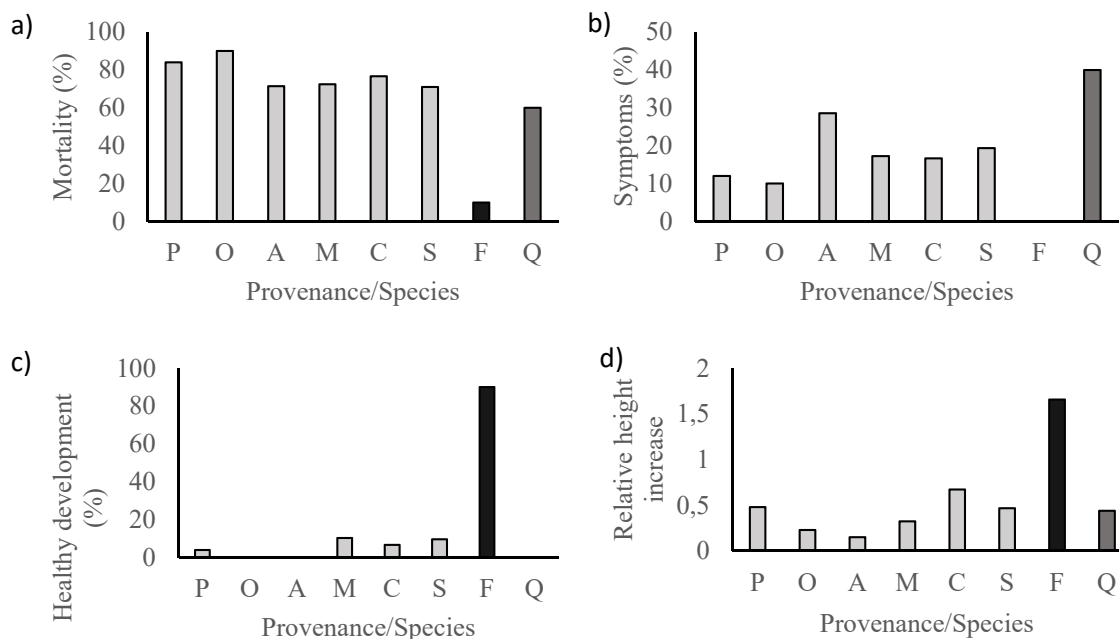 a)
Mortality (%)
100
80
60
40
20
0
P O A M C S F Q
Provenance/Species
b)
Symptoms (%)
50
40
30
20
10
0
P O A M C S F Q
Provenance/Species
c)
Healthy development
(%)
100
80
60
40
20
0
P O A M C S F Q
Provenance/Species
d)
Relative height
increase
2
1,5
1
0,5
0
P O A M C S F Q
Provenance/Species